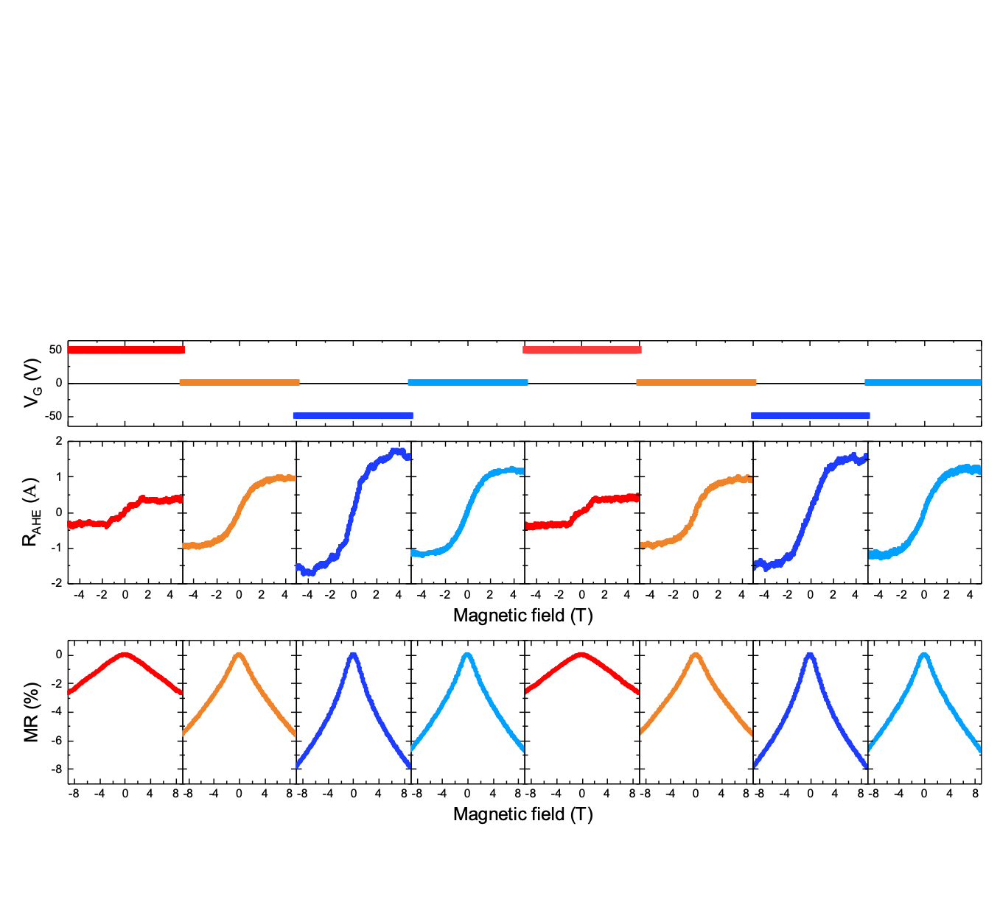 50
0
-50
V_G (V)
2
1
0
-1
-2
R_AHE (A)
-4 -2 0 2 4 -4 -2 0 2 4 -4 -2 0 2 4 -4 -2 0 2 4 -4 -2 0 2 4 -4 -2 0 2 4 -4 -2 0 2 4 -4 -2 0 2 4
Magnetic field (T)
0
-2
-4
-6
-8
MR (%)
-8 -4 0 4 8 -8 -4 0 4 8 -8 -4 0 4 8 -8 -4 0 4 8 -8 -4 0 4 8 -8 -4 0 4 8 -8 -4 0 4 8 -8 -4 0 4 8
Magnetic field (T)